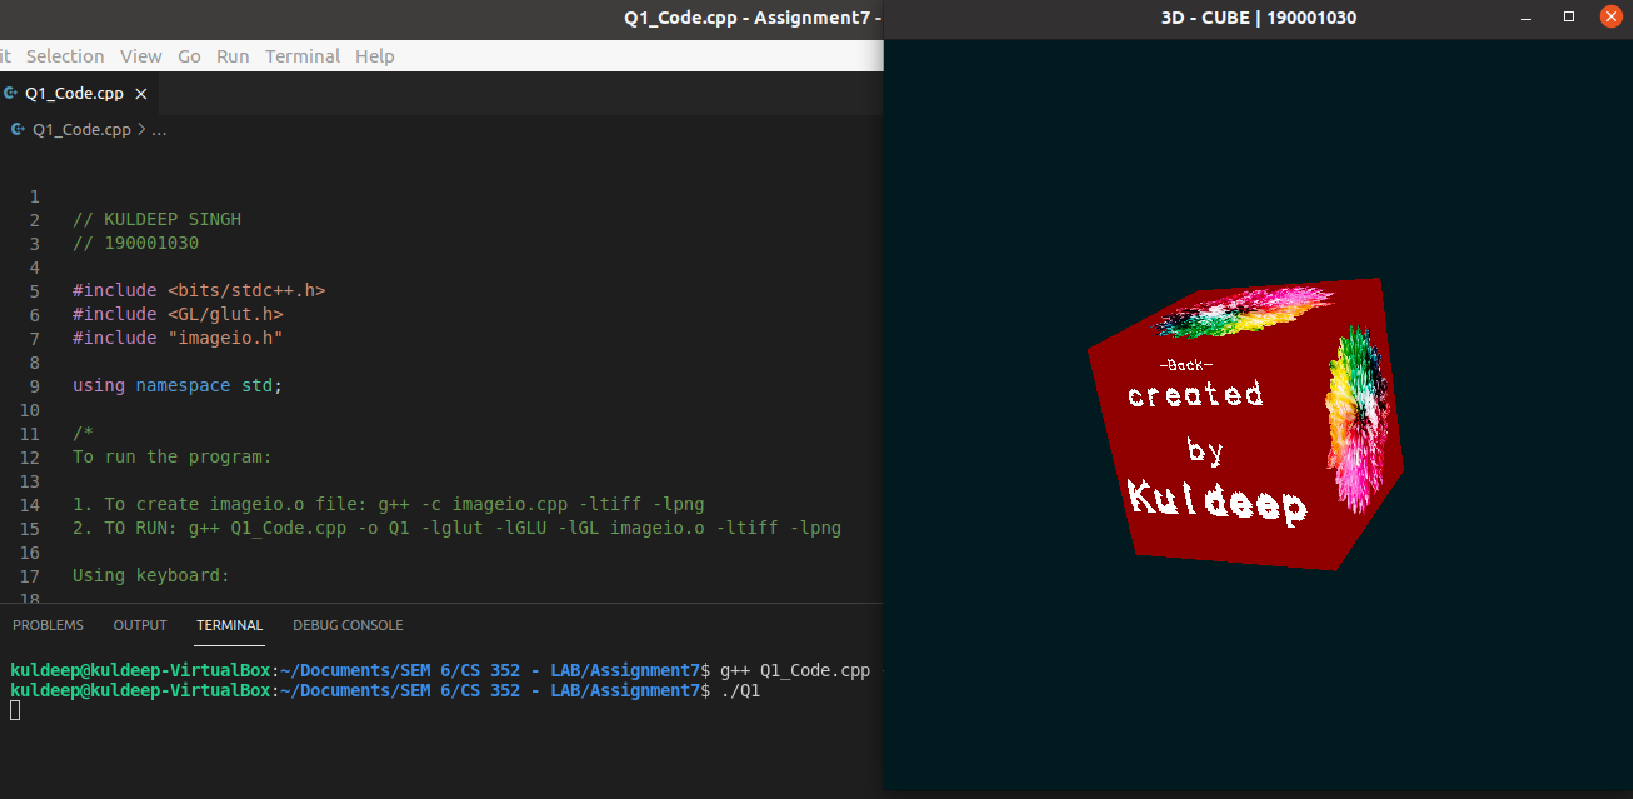 Q1_Code.cpp - Assignment7 -
it Selection View Go Run Terminal Help
Q1_Code.cpp
Q1_Code.cpp > ...
1
2 // KULDEEP SINGH
3 // 190001030
4
5 #include <bits/stdc++.h>
6 #include <GL/glut.h>
7 #include "imageio.h"
8
9 using namespace std;
10
11 /*
12 To run the program:
13
14 1. To create imageio.o file: g++ -c imageio.cpp -ltiff -lpng
15 2. TO RUN: g++ Q1_Code.cpp -o Q1 -lglut -lGLU -lGL imageio.o -ltiff -lpng
16
17 Using keyboard:
18
PROBLEMS OUTPUT TERMINAL DEBUG CONSOLE
kuldeep@kuldeep-VirtualBox:~/Documents/SEM 6/CS 352 - LAB/Assignment7$ g++ Q1_Code.cpp
kuldeep@kuldeep-VirtualBox:~/Documents/SEM 6/CS 352 - LAB/Assignment7$ ./Q1
3D - CUBE | 190001030
-Back-
created
by
Kuldeep